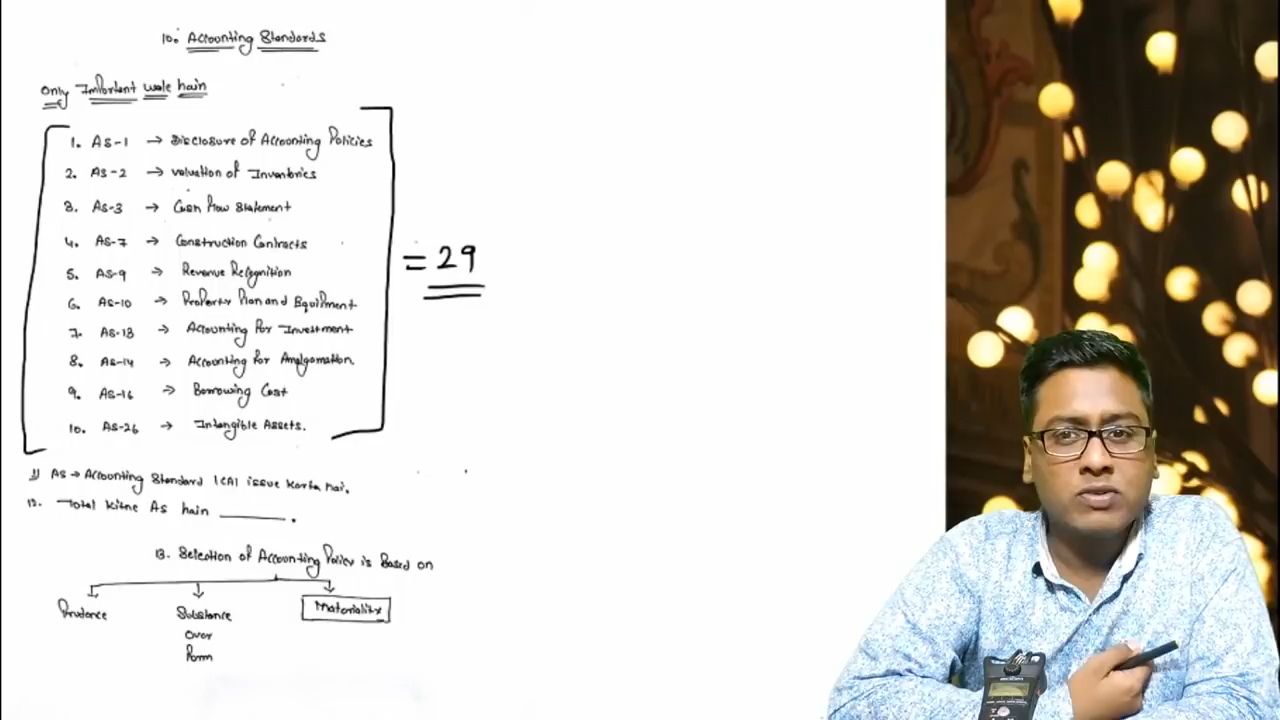 10. Accounting Standards
Only Important wale hain
1. AS-1 → Disclosure of Accounting Policies
2. AS-2 → Valuation of Inventories
3. AS-3 → Cash flow Statement
4. AS-7 → Construction Contracts
5. AS-9 → Revenue Recognition
6. AS-10 → Property Plan and Equipment
7. AS-13 → Accounting for Investment
8. AS-14 → Accounting for Amalgamation.
9. AS-16 → Borrowing Cost
10. AS-26 → Intangible Assets.
= 29
11) AS → Accounting Standard ICAI issue karta hai.
12. Total kitne AS hain ______.
13. Selection of Accounting Policy is Based on
Prudence Substance Over Form Materiality